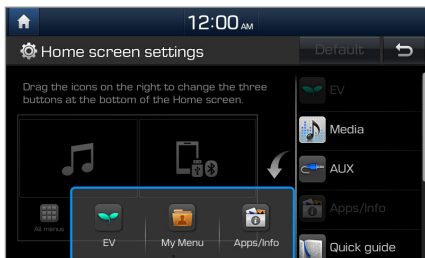 12:00 AM
Home screen settings
Default
Drag the icons on the right to change the three
buttons at the bottom of the Home screen.
EV
Media
AUX
Apps/Info
Quick guide
All menus
EV
My Menu
Apps/Info